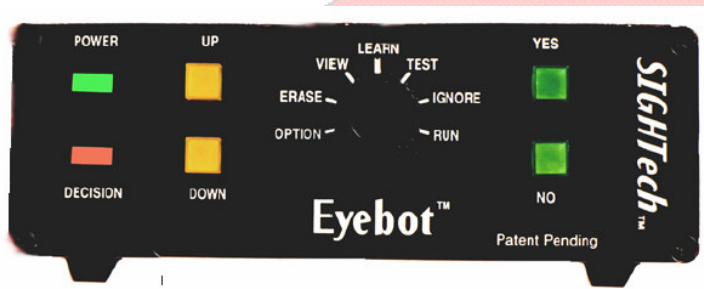 POWER
UP
LEARN
YES
VIEW
TEST
ERASE
IGNORE
OPTION
RUN
DECISION
DOWN
NO
Eyebot™
Patent Pending
SIGHTech™